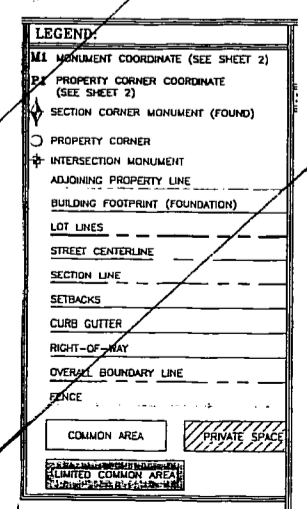 LEGEND:
M1 MONUMENT COORDINATE (SEE SHEET 2)
P1 PROPERTY CORNER COORDINATE
(SEE SHEET 2)
SECTION CORNER MONUMENT (FOUND)
PROPERTY CORNER
INTERSECTION MONUMENT
ADJOINING PROPERTY LINE
BUILDING FOOTPRINT (FOUNDATION)
LOT LINES
STREET CENTERLINE
SECTION LINE
SETBACKS
CURB GUTTER
RIGHT-OF-WAY
OVERALL BOUNDARY LINE
FENCE
COMMON AREA
PRIVATE SPACE
LIMITED COMMON AREA